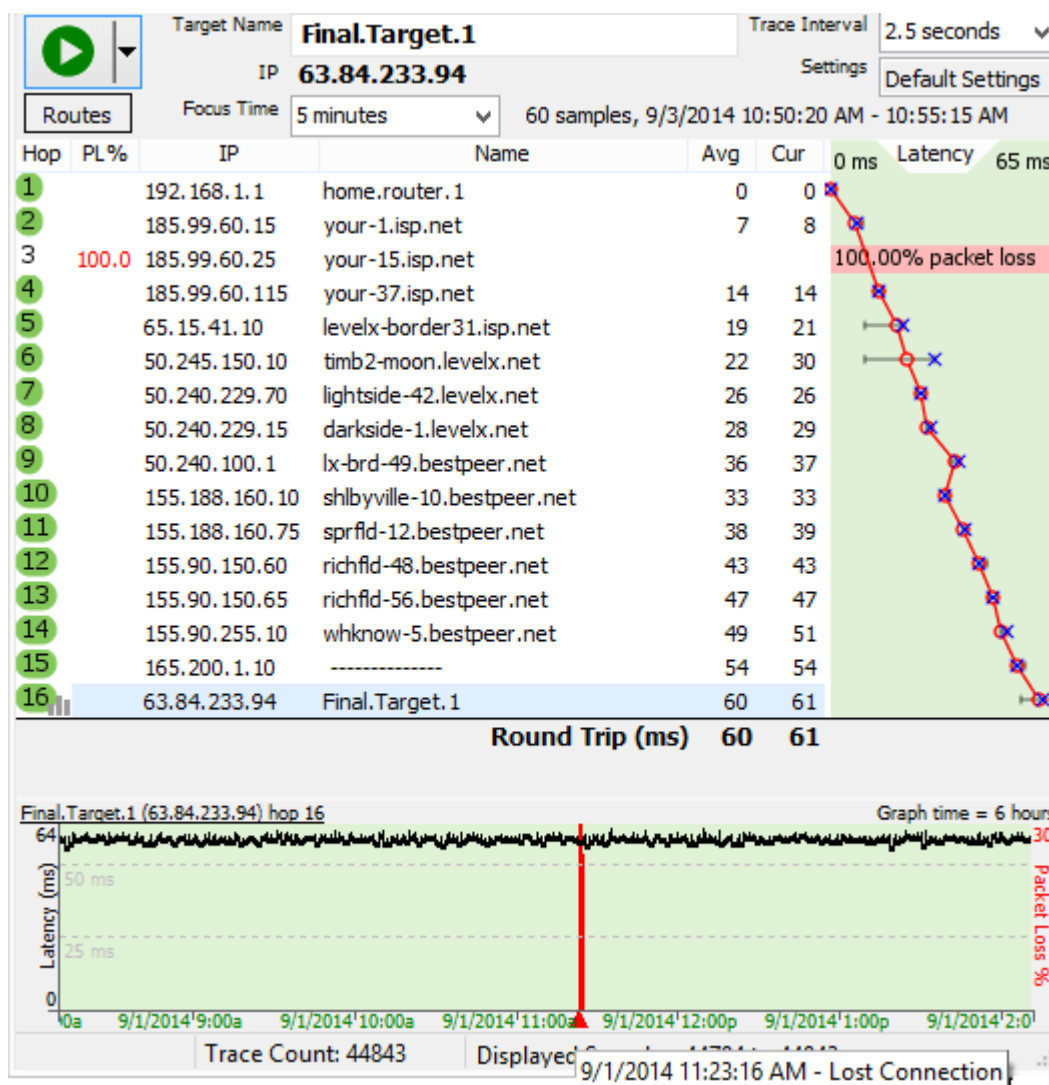 Target Name Final.Target.1 Trace Interval 2.5 seconds
IP 63.84.233.94 Settings Default Settings
Routes Focus Time 5 minutes 60 samples, 9/3/2014 10:50:20 AM - 10:55:15 AM
Hop PL% IP Name Avg Cur 0 ms Latency 65 ms
1 192.168.1.1 home.router.1 0 0
2 185.99.60.15 your-1.isp.net 7 8
3 100.0 185.99.60.25 your-15.isp.net 100.00% packet loss
4 185.99.60.115 your-37.isp.net 14 14
5 65.15.41.10 levelx-border31.isp.net 19 21
6 50.245.150.10 timb2-moon.levelx.net 22 30
7 50.240.229.70 lightside-42.levelx.net 26 26
8 50.240.229.15 darkside-1.levelx.net 28 29
9 50.240.100.1 lx-brd-49.bestpeer.net 36 37
10 155.188.160.10 shlbyville-10.bestpeer.net 33 33
11 155.188.160.75 sprfld-12.bestpeer.net 38 39
12 155.90.150.60 richfld-48.bestpeer.net 43 43
13 155.90.150.65 richfld-56.bestpeer.net 47 47
14 155.90.255.10 whknow-5.bestpeer.net 49 51
15 165.200.1.10 -------------- 54 54
16 63.84.233.94 Final.Target.1 60 61
Round Trip (ms) 60 61
Final.Target.1 (63.84.233.94) hop 16 Graph time = 6 hours
64 30
50 ms
25 ms
0
Latency (ms)
Packet Loss %
0a 9/1/2014 9:00a 9/1/2014 10:00a 9/1/2014 11:00a 9/1/2014 12:00p 9/1/2014 1:00p 9/1/2014 2:0
Trace Count: 44843 Displayed
9/1/2014 11:23:16 AM - Lost Connection